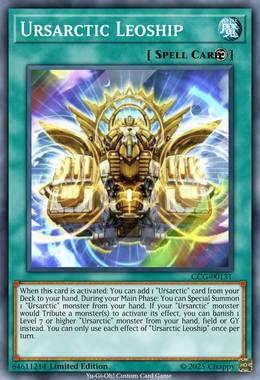 URSARCTIC LEOSHIP
[ SPELL CARD ]
CCG-00131
When this card is activated: You can add 1 "Ursarctic" card from your
Deck to your hand. During your Main Phase: You can Special Summon
1 "Ursarctic" monster from your hand. If your "Ursarctic" monster
would Tribute a monster(s) to activate its effect, you can banish 1
Level 7 or higher "Ursarctic" monster from your hand, field or GY
instead. You can only use each effect of "Ursarctic Leoship" once per
turn.
64611214 Limited Edition
© 2025 Chappy
Yu-Gi-Oh! Custom Card Game